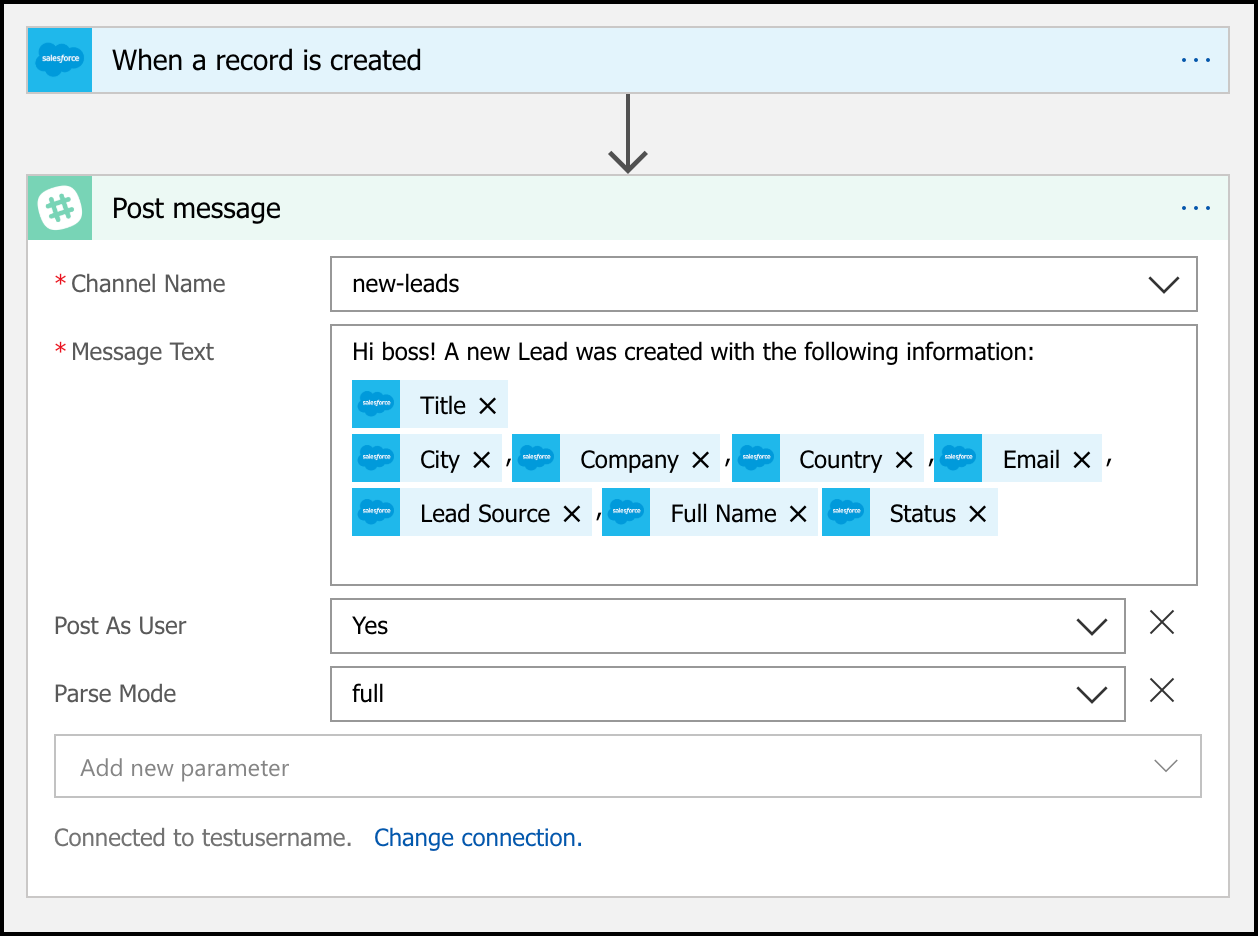 salesforce When a record is created ...
Post message ...
* Channel Name new-leads
* Message Text Hi boss! A new Lead was created with the following information:
salesforce Title ×
salesforce City × , salesforce Company × , salesforce Country × , salesforce Email × ,
salesforce Lead Source × , salesforce Full Name × salesforce Status ×
Post As User Yes
Parse Mode full
Add new parameter
Connected to testusername. Change connection.